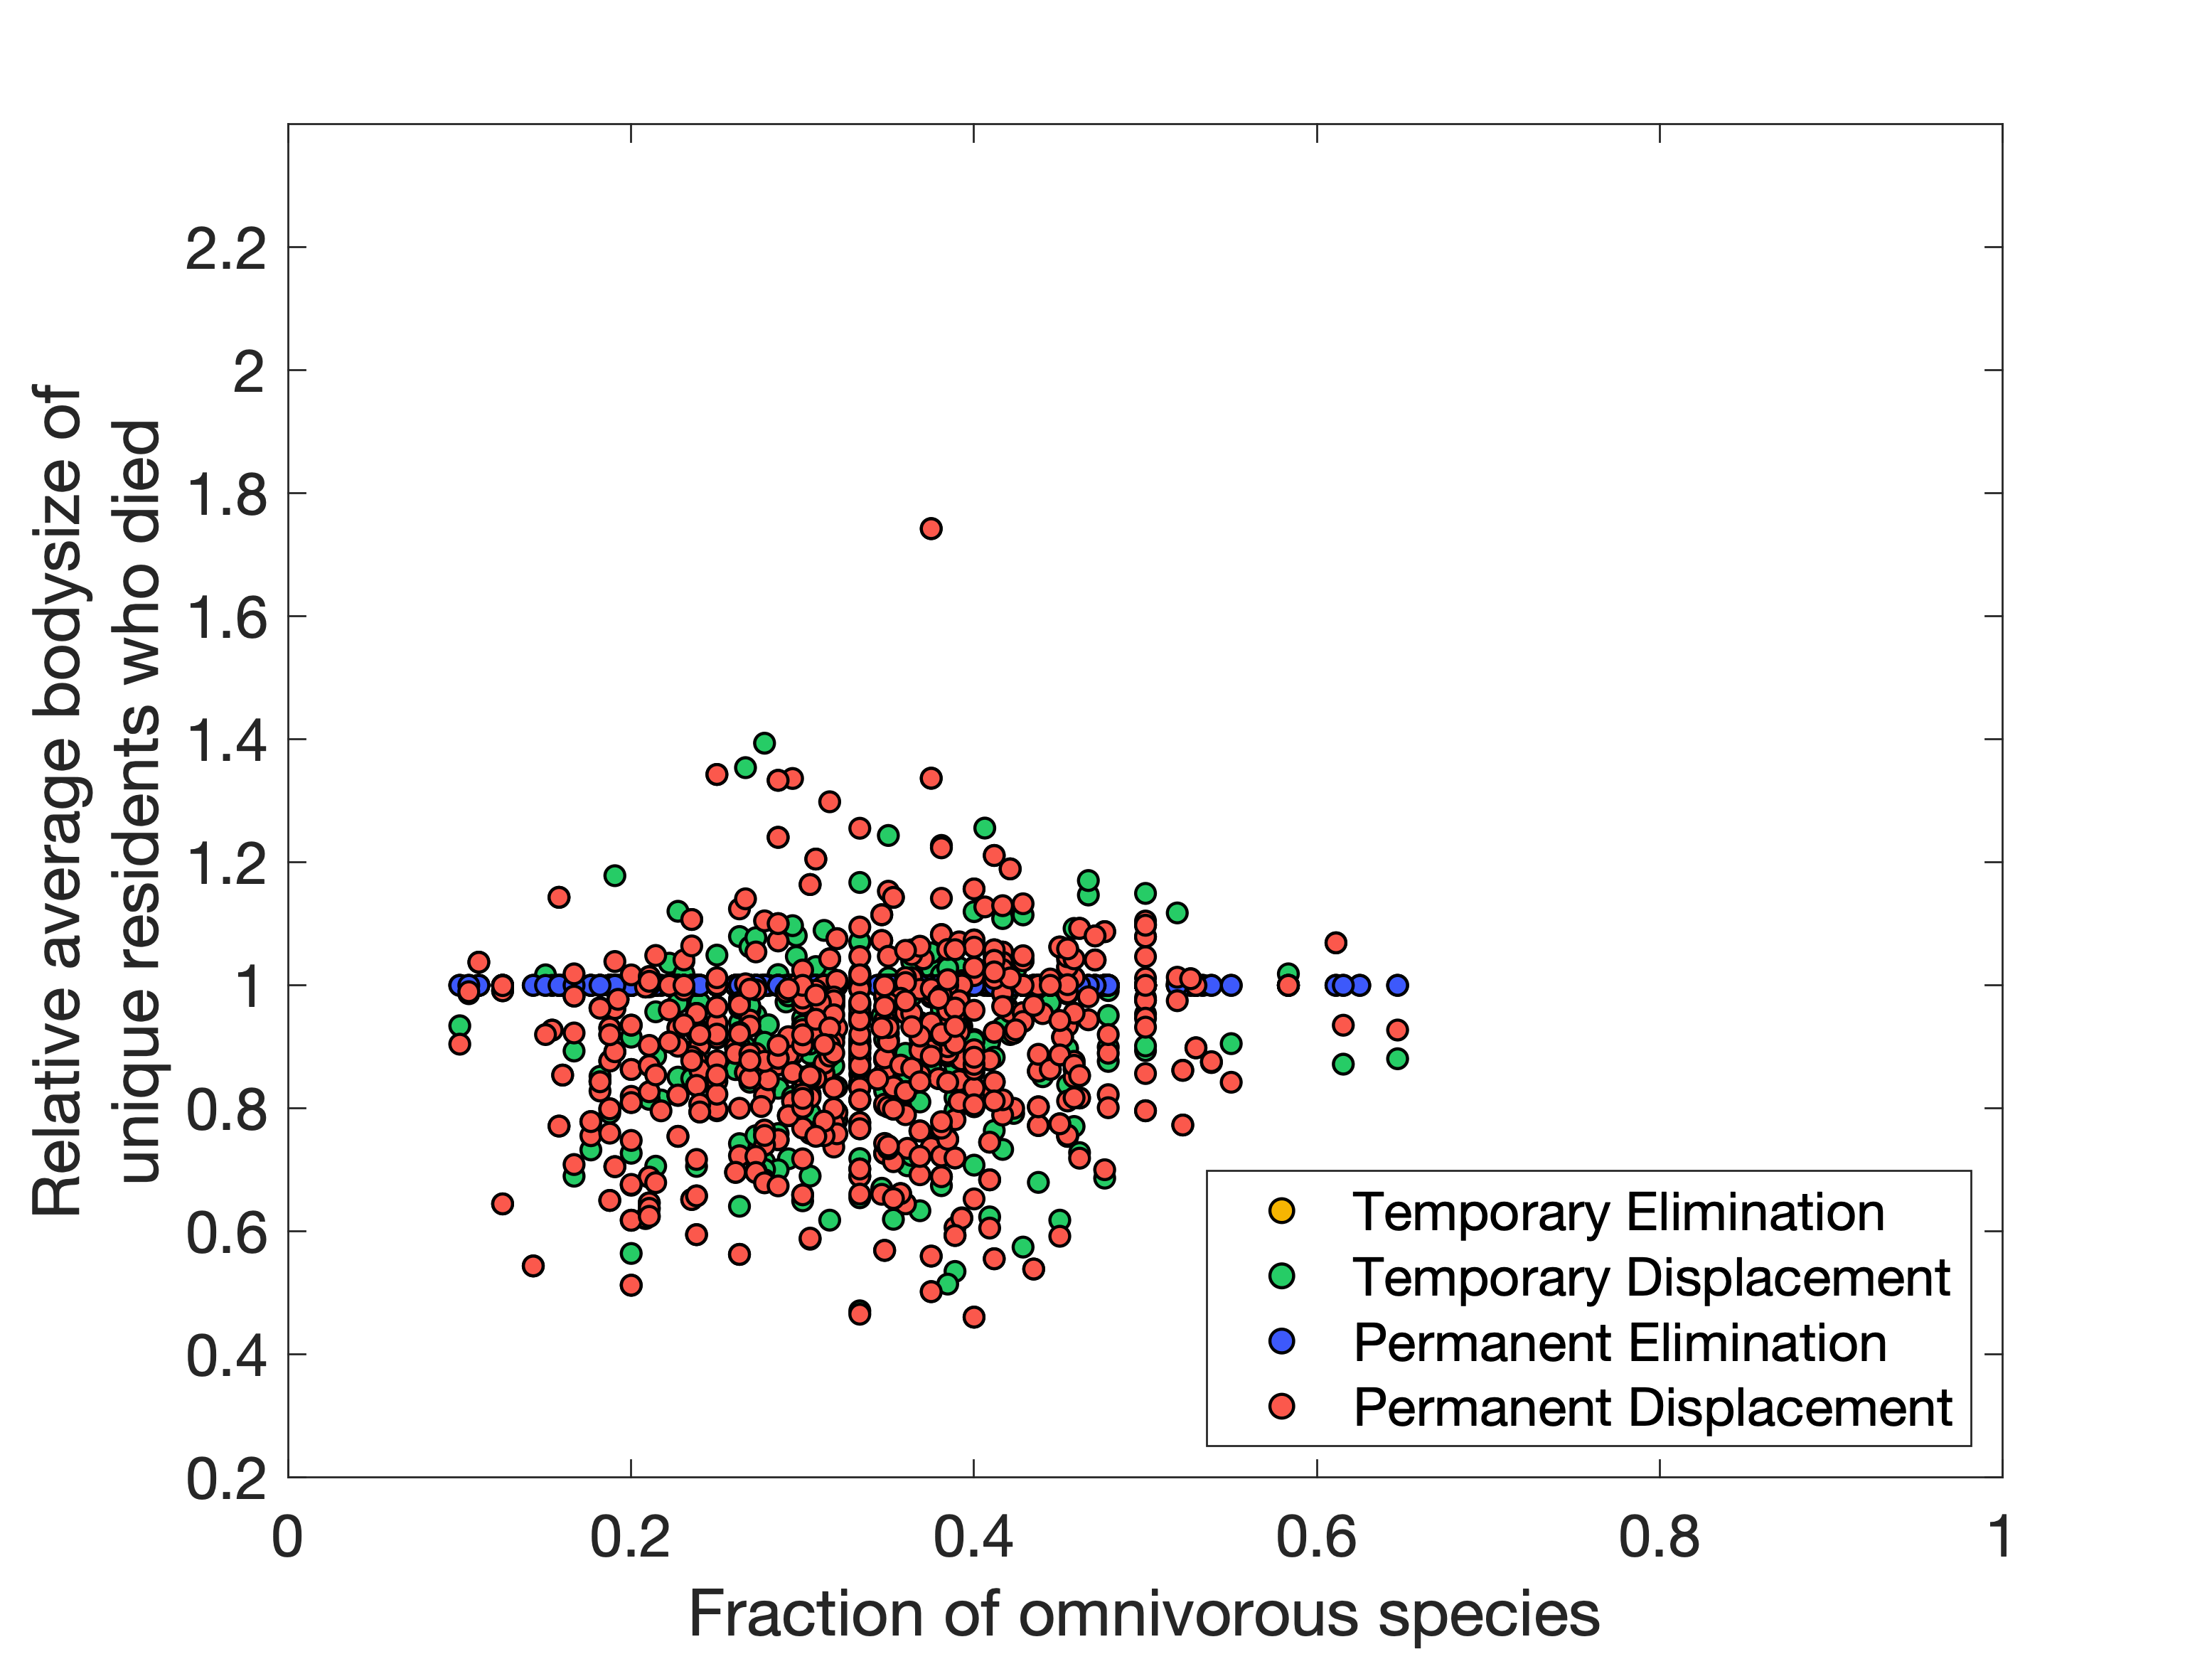 Relative average bodysize of
unique residents who died
2.2
2
1.8
1.6
1.4
1.2
1
0.8
0.6
0.4
0.2
0
0.2
0.4
0.6
0.8
1
Fraction of omnivorous species
Temporary Elimination
Temporary Displacement
Permanent Elimination
Permanent Displacement